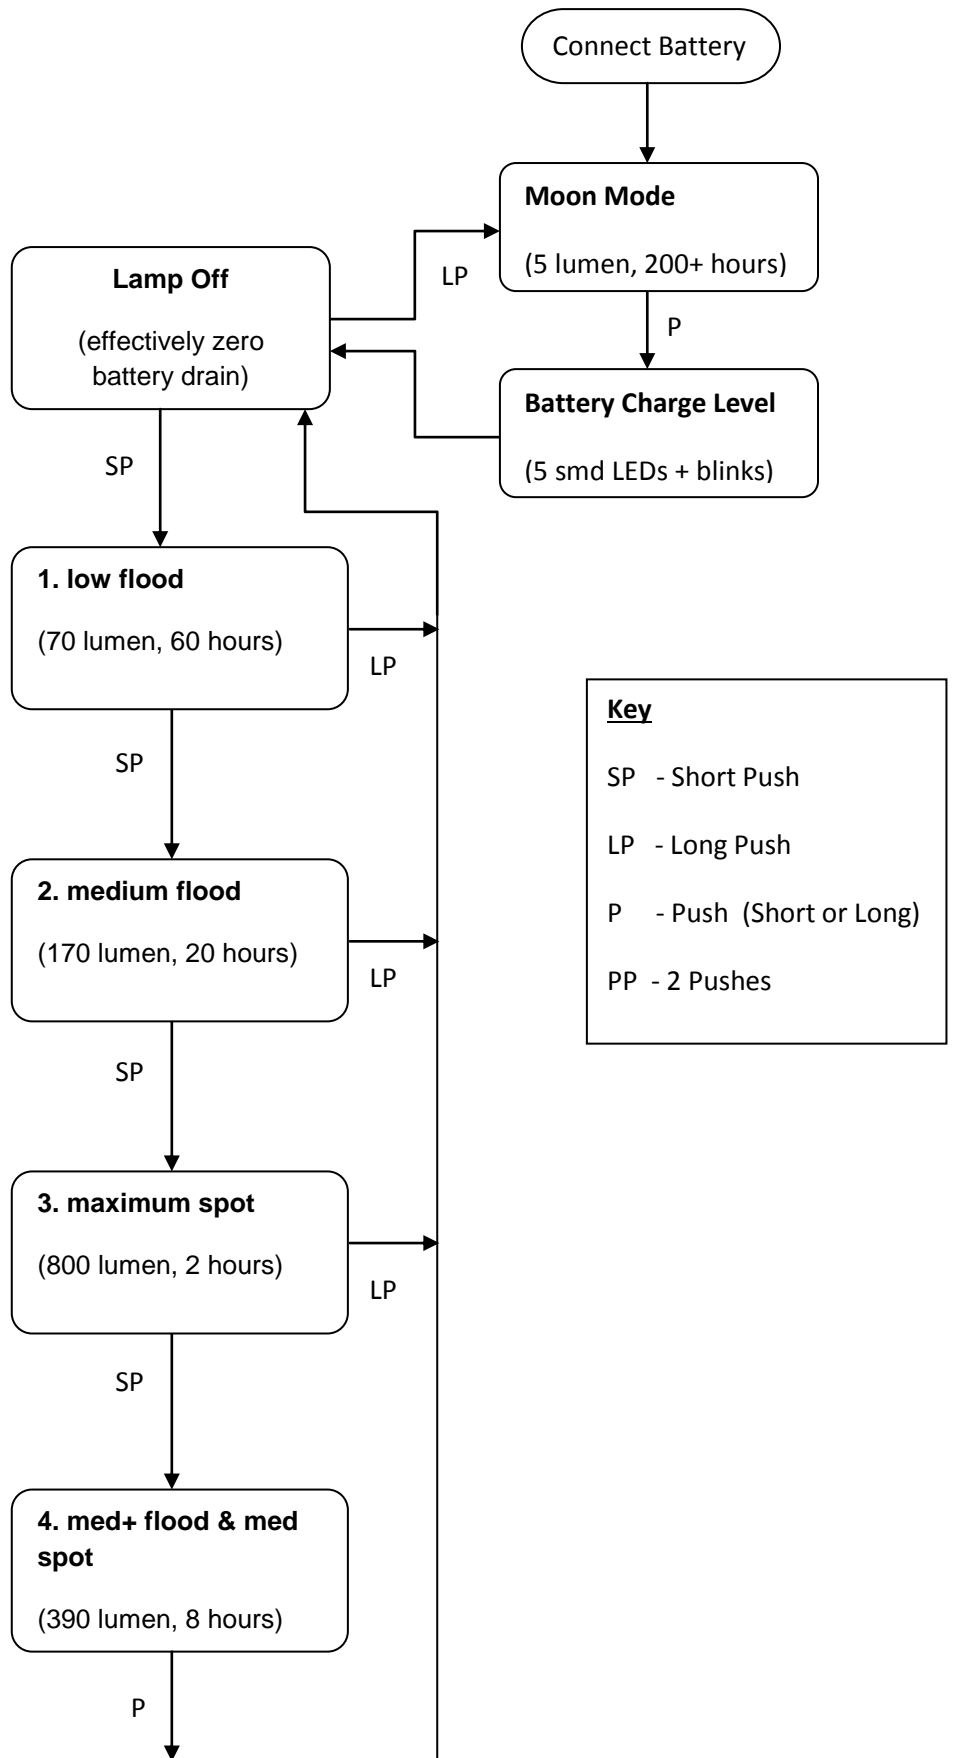 Connect Battery
Moon Mode
(5 lumen, 200+ hours)
LP
Lamp Off
(effectively zero
battery drain)
P
Battery Charge Level
(5 smd LEDs + blinks)
SP
1. low flood
(70 lumen, 60 hours)
LP
SP
Key
SP - Short Push
LP - Long Push
P - Push (Short or Long)
PP - 2 Pushes
2. medium flood
(170 lumen, 20 hours)
LP
SP
3. maximum spot
(800 lumen, 2 hours)
LP
SP
4. med+ flood & med
spot
(390 lumen, 8 hours)
P